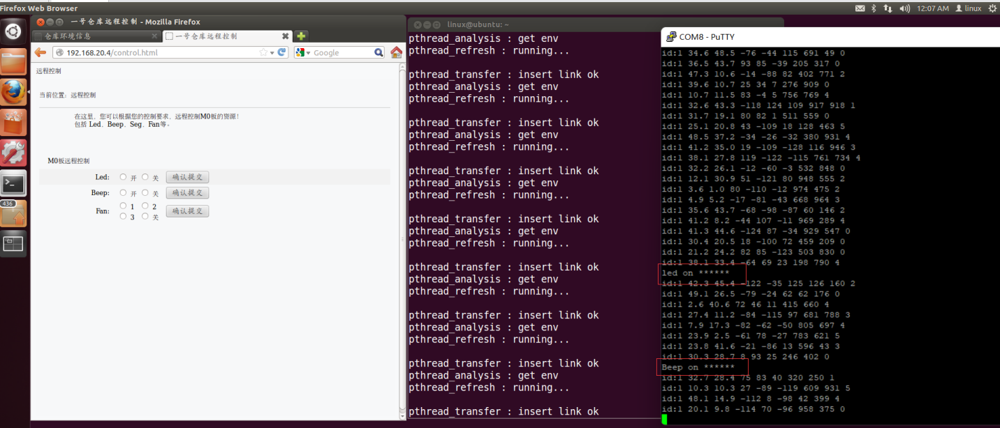 Firefox Web Browser
12:07 AM linux
一号仓库远程控制 - Mozilla Firefox
仓库环境信息
一号仓库远程控制
192.168.20.4/control.html
Google
远程控制
当前位置：远程控制
在这里，您可以根据您的控制要求，远程控制M0板的资源！
包括 Led、Beep、Seg、Fan等。
M0板远程控制
Led: 开 关 确认提交
Beep: 开 关 确认提交
Fan: 1 2 确认提交
3 关
436
linux@ubuntu: ~
pthread_analysis : get env
pthread_refresh : running...
pthread_transfer : insert link ok
pthread_analysis : get env
pthread_refresh : running...
pthread_transfer : insert link ok
pthread_analysis : get env
pthread_refresh : running...
pthread_transfer : insert link ok
pthread_analysis : get env
pthread_refresh : running...
pthread_transfer : insert link ok
pthread_analysis : get env
pthread_refresh : running...
pthread_transfer : insert link ok
pthread_analysis : get env
pthread_refresh : running...
pthread_transfer : insert link ok
pthread_analysis : get env
pthread_refresh : running...
pthread_transfer : insert link ok
pthread_analysis : get env
pthread_refresh : running...
pthread_transfer : insert link ok
COM8 - PuTTY
id:1 34.6 48.5 -76 -44 115 691 49 0
id:1 36.5 43.7 93 85 -39 205 317 0
id:1 47.3 10.6 -14 -88 82 402 771 2
id:1 39.6 10.7 25 34 7 276 909 0
id:1 10.7 11.5 83 -4 5 756 769 4
id:1 32.6 43.3 -118 124 109 917 918 1
id:1 31.7 19.1 80 82 1 511 559 0
id:1 25.1 20.8 43 -109 18 128 463 5
id:1 48.5 37.2 -34 -26 -32 380 931 4
id:1 41.2 35.0 19 -109 -128 116 946 3
id:1 38.1 27.8 119 -122 -115 761 734 4
id:1 32.2 26.1 -12 -60 -3 532 848 0
id:1 12.1 30.9 51 -121 80 948 555 2
id:1 3.6 1.0 80 -110 -12 974 475 2
id:1 4.9 5.2 -17 -81 -43 668 964 3
id:1 35.6 43.7 -68 -98 -87 60 146 2
id:1 41.2 8.2 -44 107 -11 969 289 4
id:1 41.3 44.6 -124 87 -34 929 547 0
id:1 30.4 20.5 18 -100 72 459 209 0
id:1 21.2 24.2 82 85 -123 503 830 0
id:1 38.1 33.4 -64 69 23 198 790 4
led on ******
id:1 42.3 45.4 -122 -35 125 126 160 2
id:1 49.1 26.5 -79 -24 62 62 176 0
id:1 2.6 40.6 72 46 11 415 660 4
id:1 27.4 11.2 -84 -115 97 681 788 3
id:1 7.9 17.3 -82 -62 -50 805 697 4
id:1 23.9 2.5 -61 78 -27 783 621 5
id:1 23.8 41.6 -21 -86 13 596 43 3
id:1 30.3 28.7 8 93 25 246 402 0
Beep on ******
id:1 32.7 28.4 75 83 40 320 250 1
id:1 10.3 10.3 27 -89 -119 609 931 5
id:1 48.1 14.9 -112 8 -98 42 399 4
id:1 20.1 9.8 -114 70 -96 958 375 0